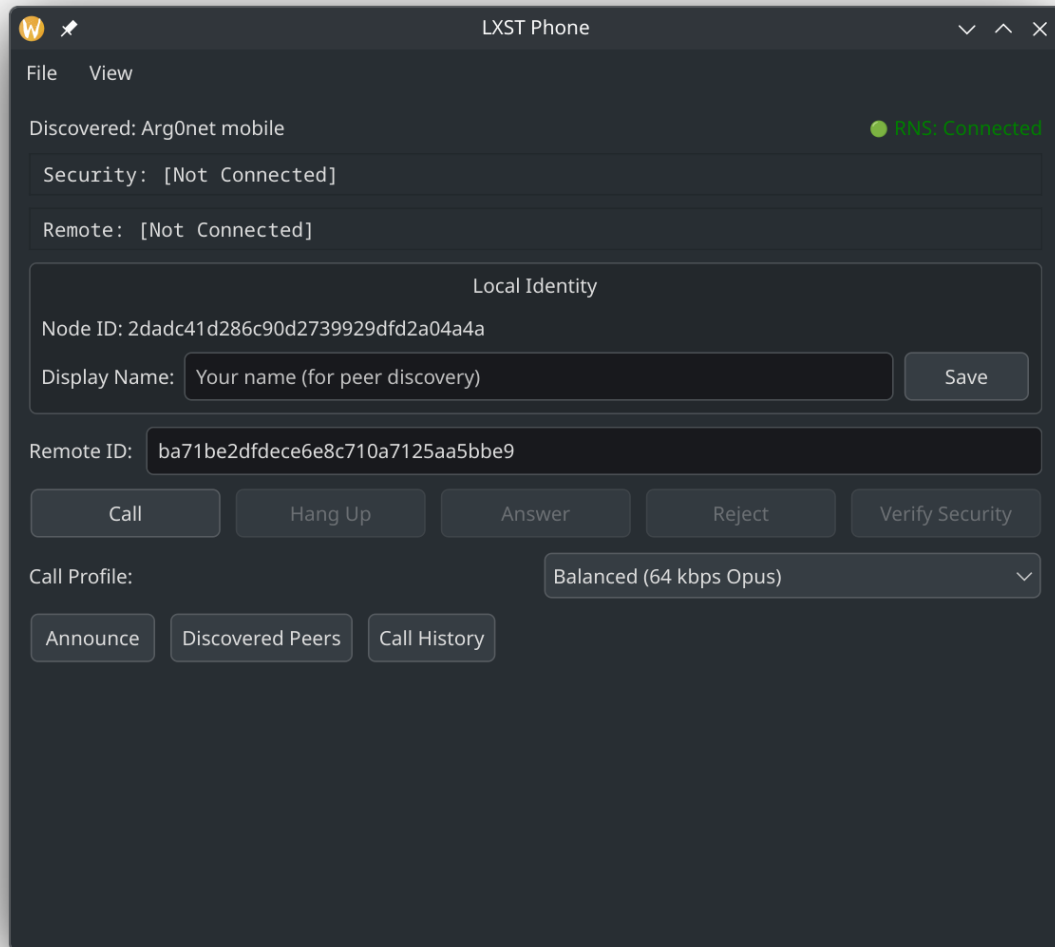 LXST Phone
File View
Discovered: Arg0net mobile
RNS: Connected
Security: [Not Connected]
Remote: [Not Connected]
Local Identity
Node ID: 2dadc41d286c90d2739929dfd2a04a4a
Display Name: Your name (for peer discovery) Save
Remote ID: ba71be2dfdece6e8c710a7125aa5bbe9
Call Hang Up Answer Reject Verify Security
Call Profile: Balanced (64 kbps Opus)
Announce Discovered Peers Call History